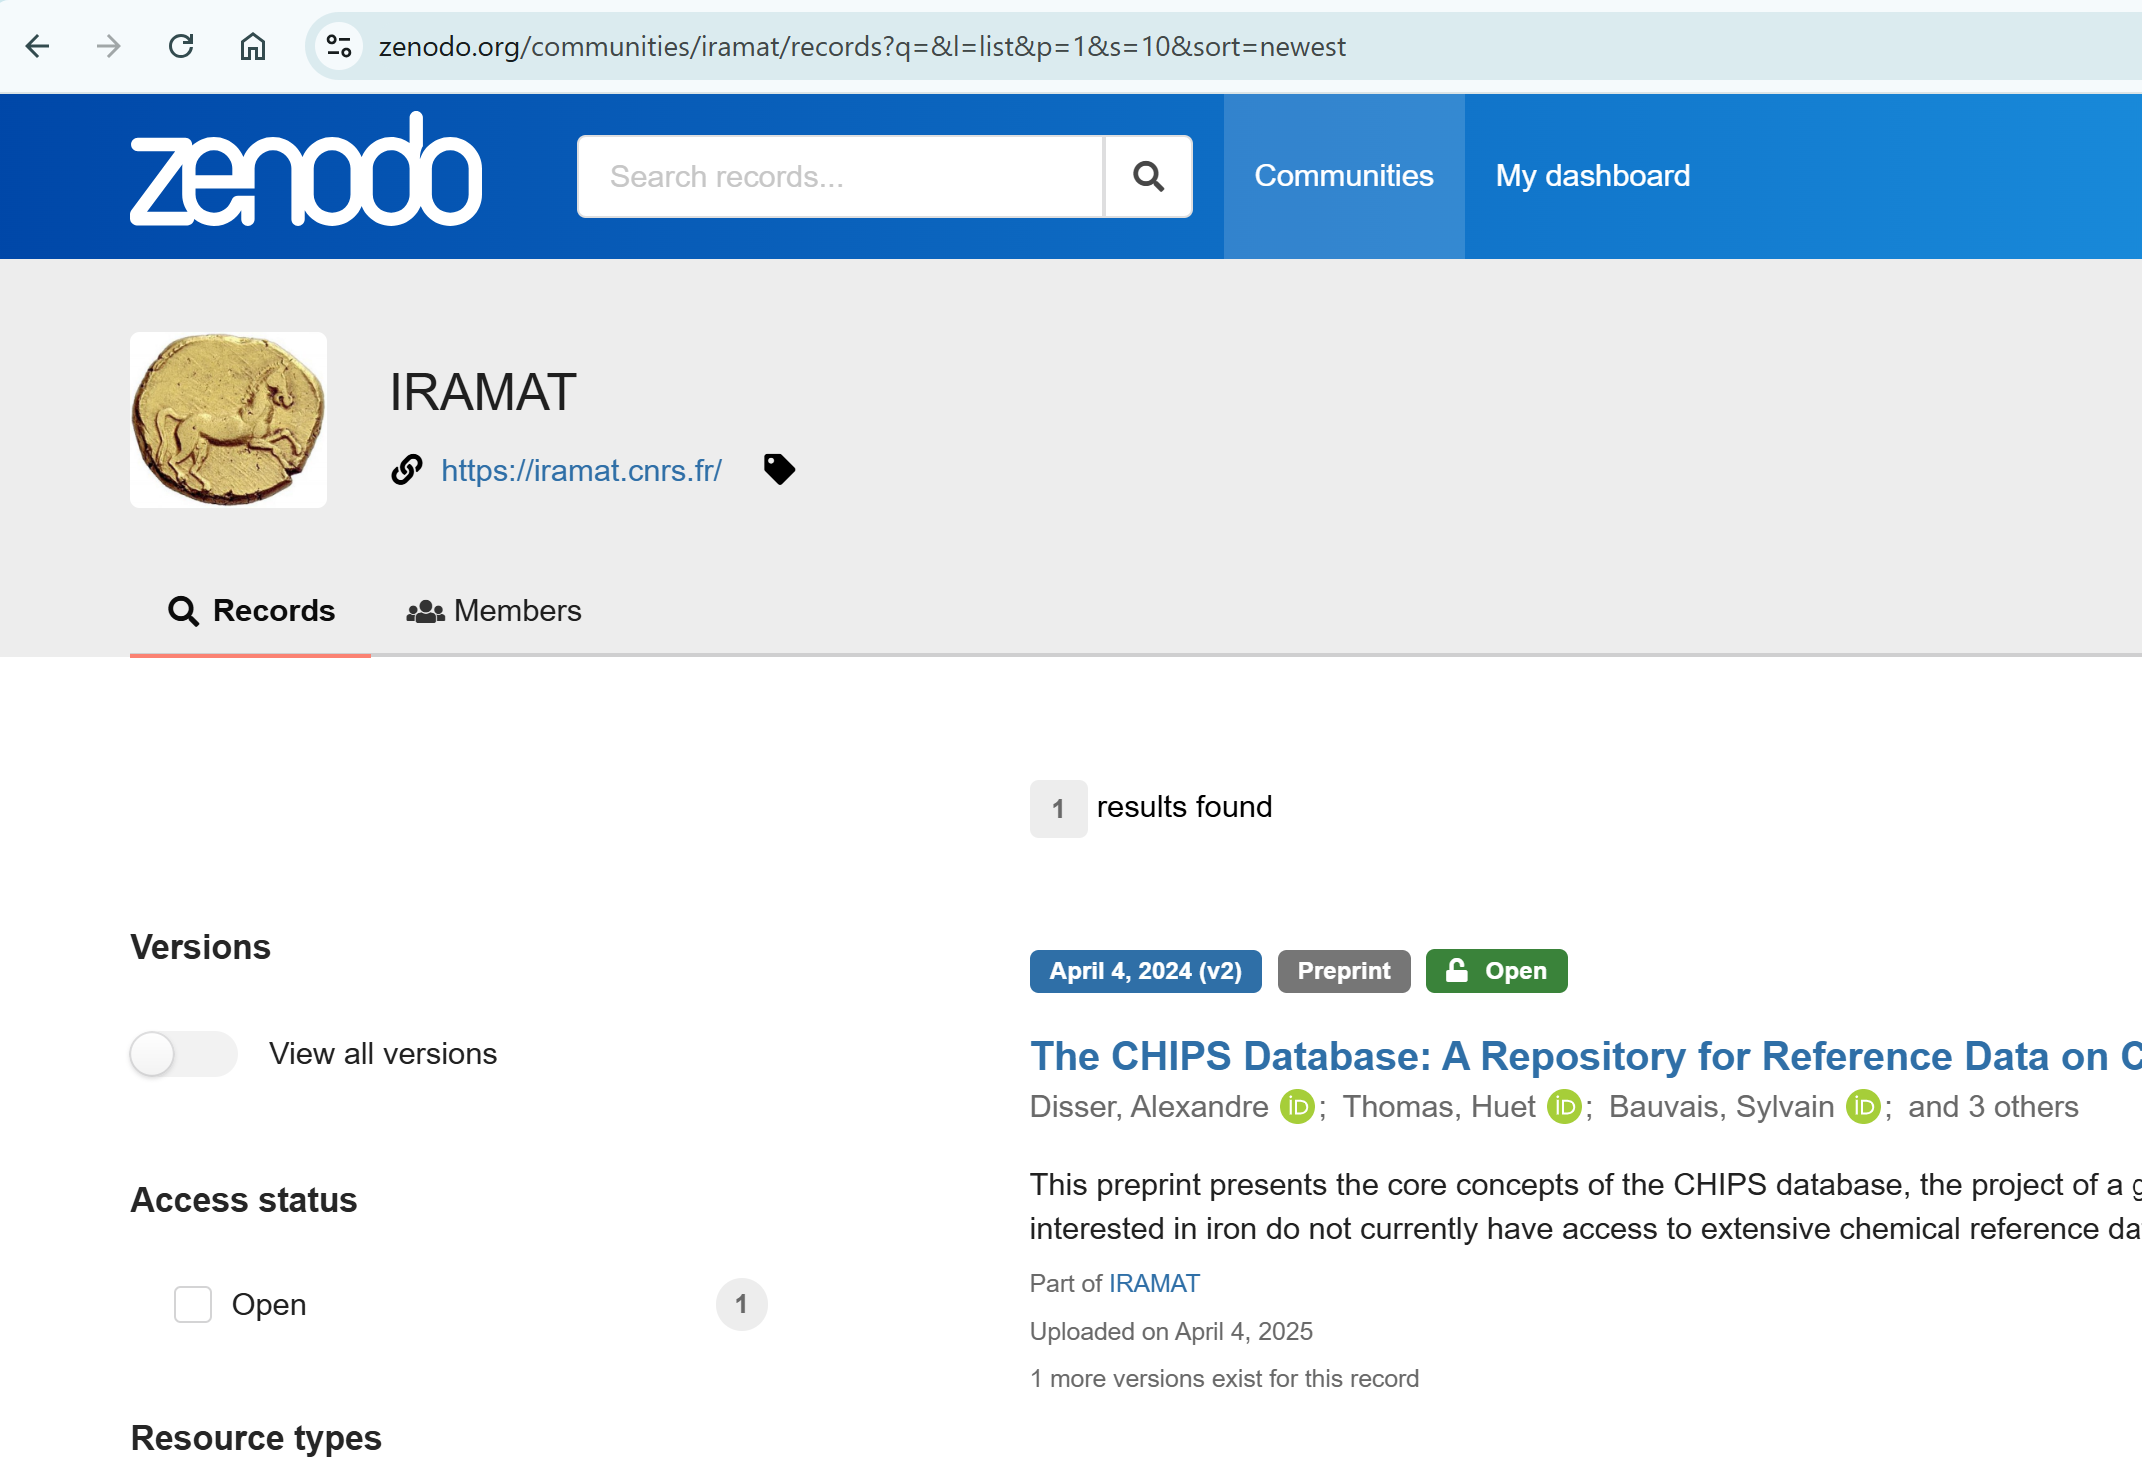 zenodo.org/communities/iramat/records?q=&l=list&p=1&s=10&sort=newest
zenodo
Search records...
Communities
My dashboard
IRAMAT
https://iramat.cnrs.fr/
Records
Members
1 results found
Versions
View all versions
Access status
Open 1
Resource types
April 4, 2024 (v2) Preprint Open
The CHIPS Database: A Repository for Reference Data on
Disser, Alexandre iD; Thomas, Huet iD; Bauvais, Sylvain iD; and 3 others
This preprint presents the core concepts of the CHIPS database, the project of a
interested in iron do not currently have access to extensive chemical reference
Part of IRAMAT
Uploaded on April 4, 2025
1 more versions exist for this record